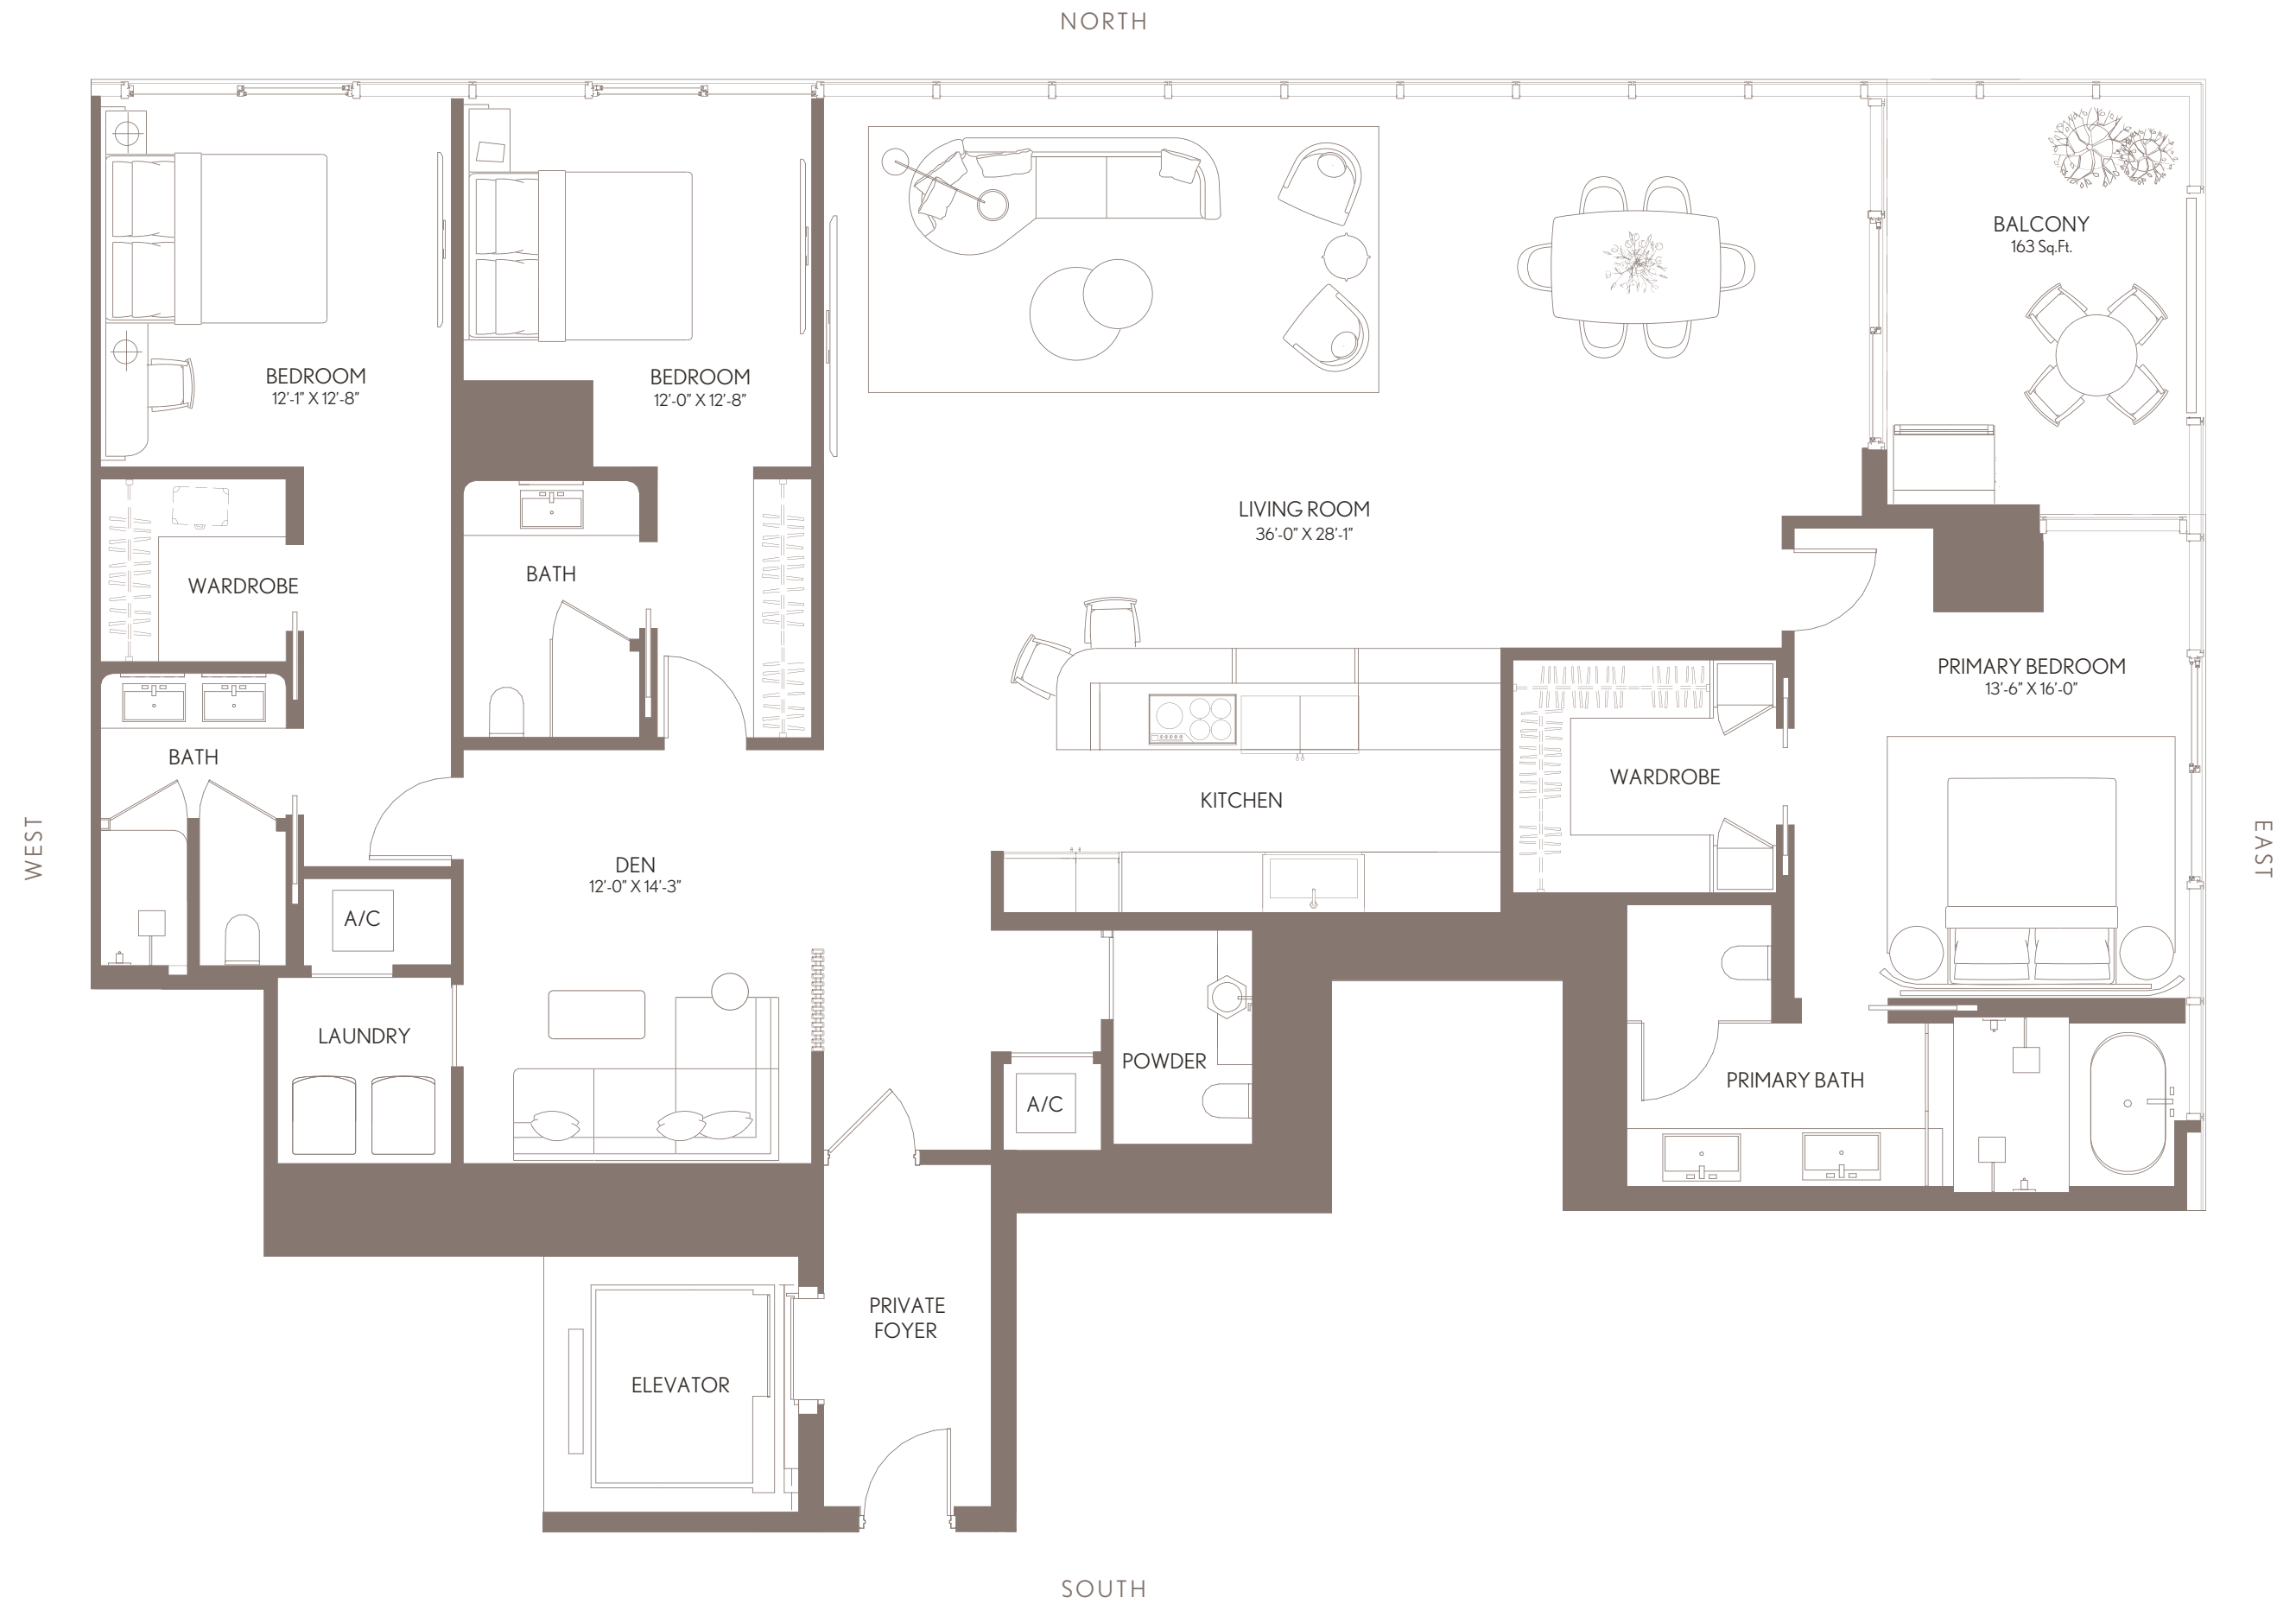 NORTH
BALCONY
163 Sq.Ft.
BEDROOM
12'-1" X 12'-8"
BEDROOM
12'-0" X 12'-8"
LIVING ROOM
36'-0" X 28'-1"
WARDROBE
BATH
PRIMARY BEDROOM
13'-6" X 16'-0"
BATH
KITCHEN
WARDROBE
WEST
EAST
DEN
12'-0" X 14'-3"
A/C
LAUNDRY
POWDER
A/C
PRIMARY BATH
PRIVATE
FOYER
ELEVATOR
SOUTH